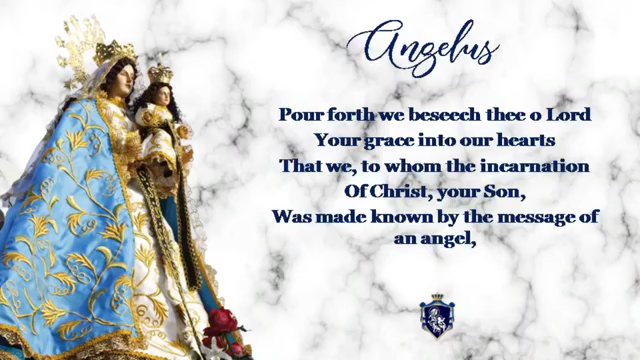 Angelus
Pour forth we beseech thee o Lord
Your grace into our hearts
That we, to whom the incarnation
Of Christ, your Son,
Was made known by the message of
an angel,